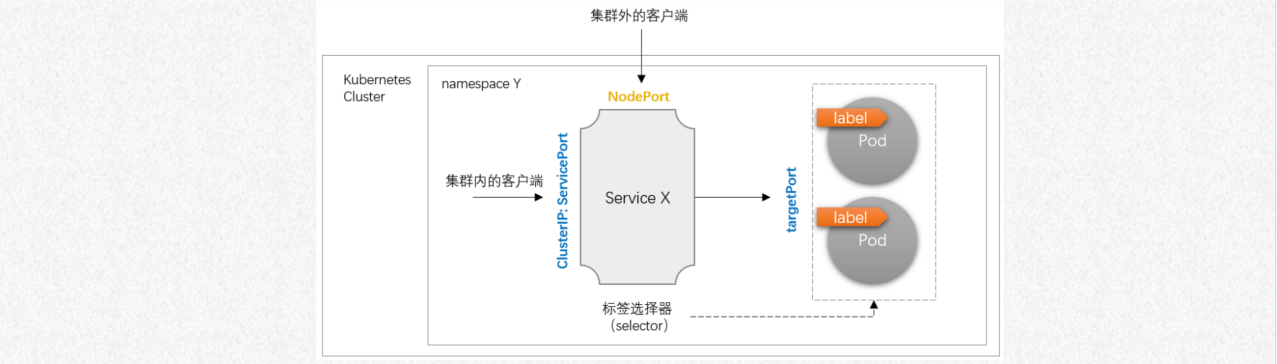 集群外的客户端
Kubernetes
Cluster
namespace Y
NodePort
label
Pod
集群内的客户端
ClusterIP: ServicePort
Service X
targetPort
label
Pod
标签选择器
（selector）